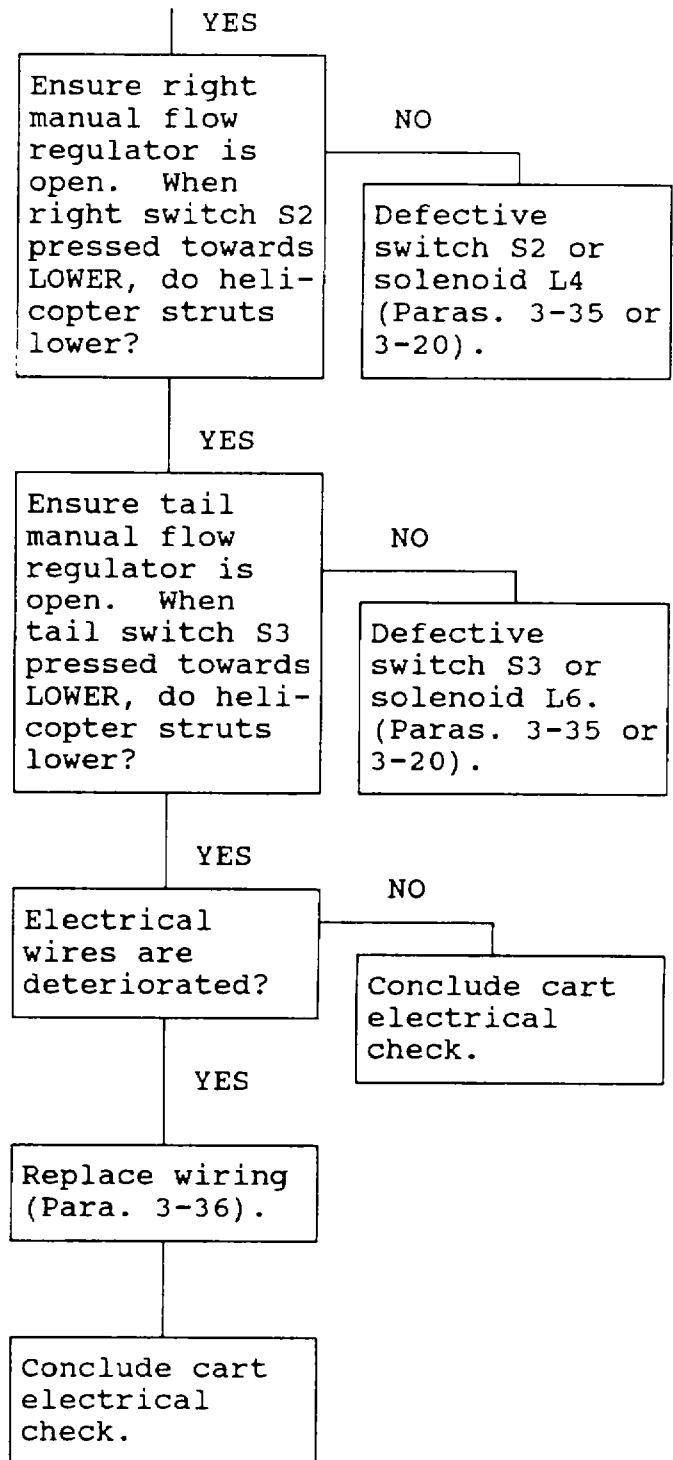 YES
Ensure right
manual flow
regulator is
open. When
right switch S2
pressed towards
LOWER, do heli-
copter struts
lower?
NO
Defective
switch S2 or
solenoid L4
(Paras. 3-35 or
3-20).
YES
Ensure tail
manual flow
regulator is
open. When
tail switch S3
pressed towards
LOWER, do heli-
copter struts
lower?
NO
Defective
switch S3 or
solenoid L6.
(Paras. 3-35 or
3-20).
YES
Electrical
wires are
deteriorated?
NO
Conclude cart
electrical
check.
YES
Replace wiring
(Para. 3-36).
Conclude cart
electrical
check.